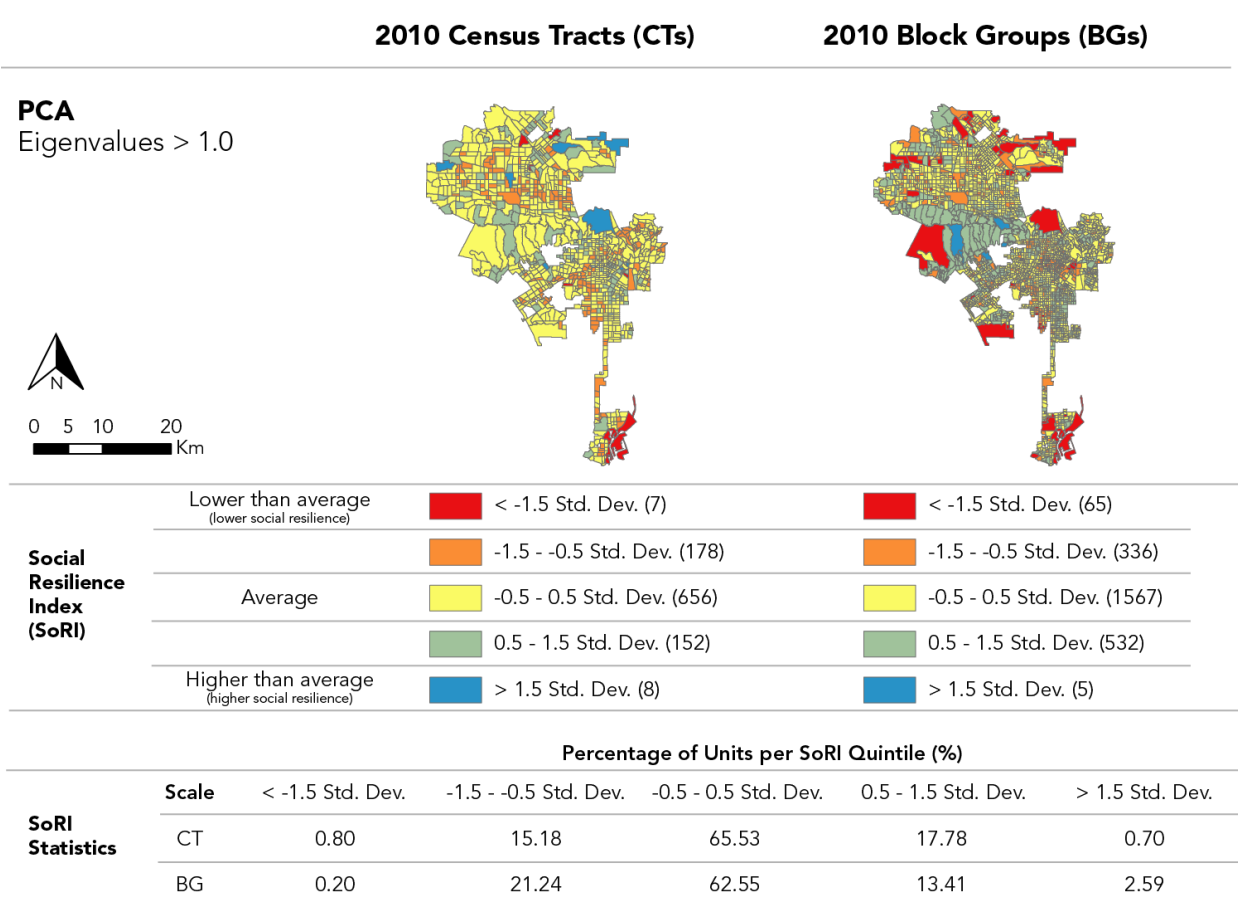 2010 Census Tracts (CTs) 2010 Block Groups (BGs)
PCA
Eigenvalues > 1.0
N
0 5 10 20
Km
Lower than average
(lower social resilience)
< -1.5 Std. Dev. (7) < -1.5 Std. Dev. (65)
-1.5 - -0.5 Std. Dev. (178) -1.5 - -0.5 Std. Dev. (336)
Social
Resilience
Index
(SoRI)
Average -0.5 - 0.5 Std. Dev. (656) -0.5 - 0.5 Std. Dev. (1567)
0.5 - 1.5 Std. Dev. (152) 0.5 - 1.5 Std. Dev. (532)
Higher than average
(higher social resilience)
> 1.5 Std. Dev. (8) > 1.5 Std. Dev. (5)
Percentage of Units per SoRI Quintile (%)
Scale < -1.5 Std. Dev. -1.5 - -0.5 Std. Dev. -0.5 - 0.5 Std. Dev. 0.5 - 1.5 Std. Dev. > 1.5 Std. Dev.
SoRI
Statistics
CT 0.80 15.18 65.53 17.78 0.70
BG 0.20 21.24 62.55 13.41 2.59